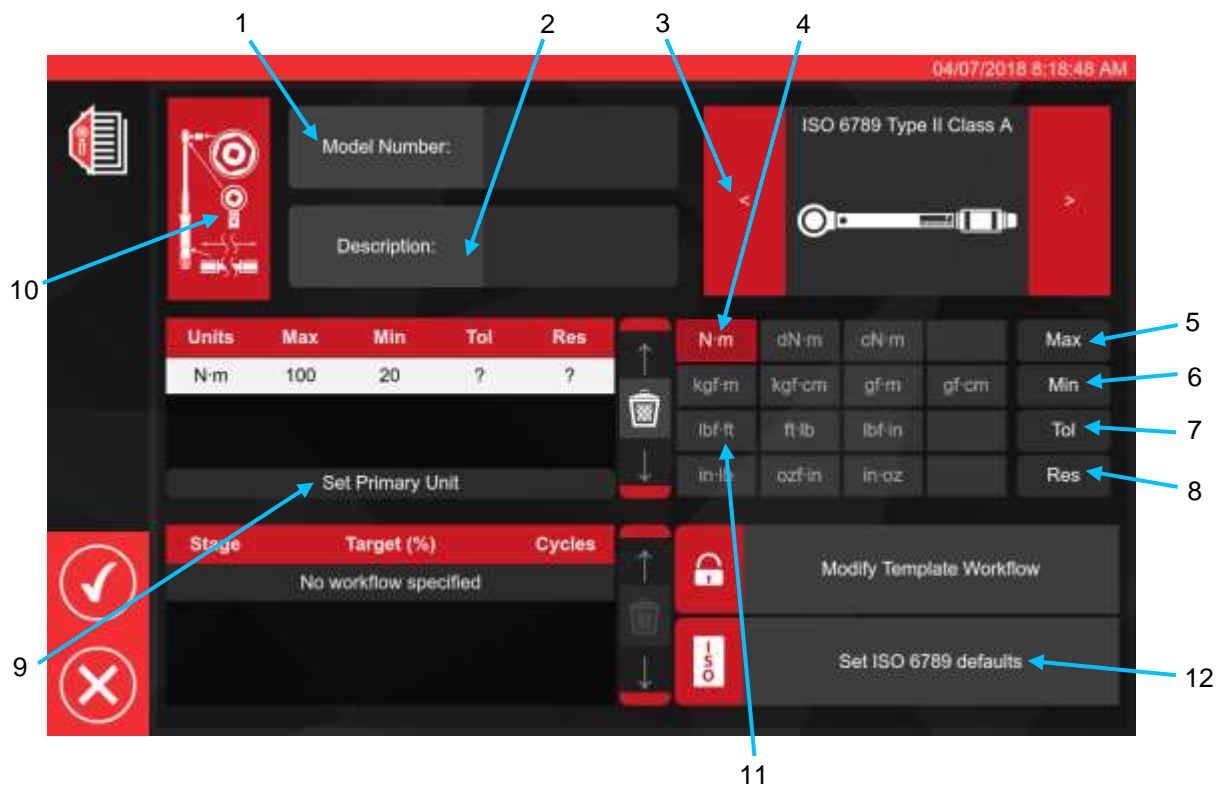 1 2 3 4
04/07/2018 8:18:48 AM
Model Number:
ISO 6789 Type II Class A
< >
Description:
10
Units Max Min Tol Res
N·m 100 20 ? ?
Set Primary Unit
N·m dN·m cN·m Max
kgf·m kgf·cm gf·m gf·cm Min
lbf·ft ft·lb lbf·in Tol
in·lb ozf·in in·oz Res
5
6
7
8
Stage Target (%) Cycles
No workflow specified
Modify Template Workflow
9
ISO
Set ISO 6789 defaults
12
11